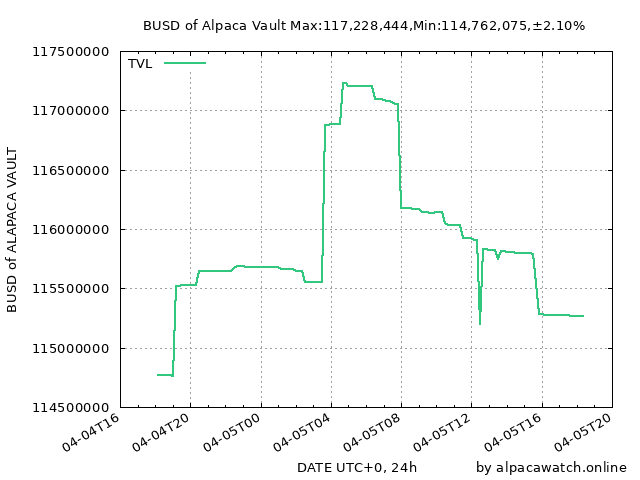 BUSD of Alpaca Vault Max:117,228,444,Min:114,762,075,±2.10%
TVL
117500000
117000000
116500000
116000000
115500000
115000000
114500000
BUSD of ALAPACA VAULT
04-04T16
04-04T20
04-05T00
04-05T04
04-05T08
04-05T12
04-05T16
04-05T20
DATE UTC+0, 24h
by alpacawatch.online